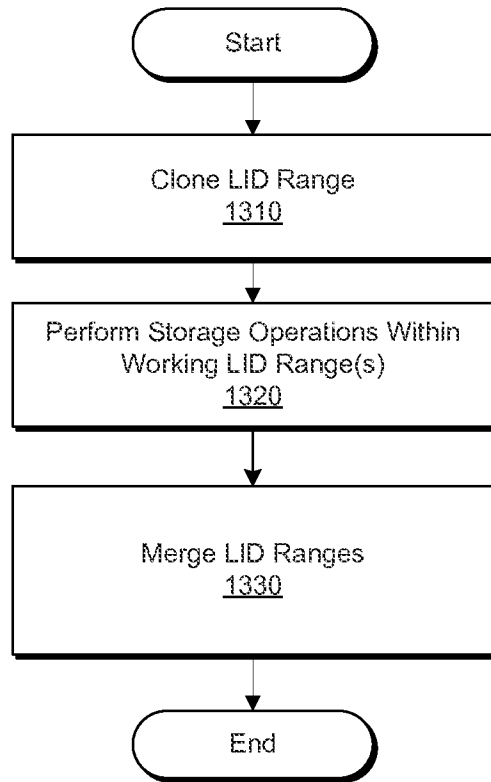 Start
Clone LID Range
1310
Perform Storage Operations Within
Working LID Range(s)
1320
Merge LID Ranges
1330
End